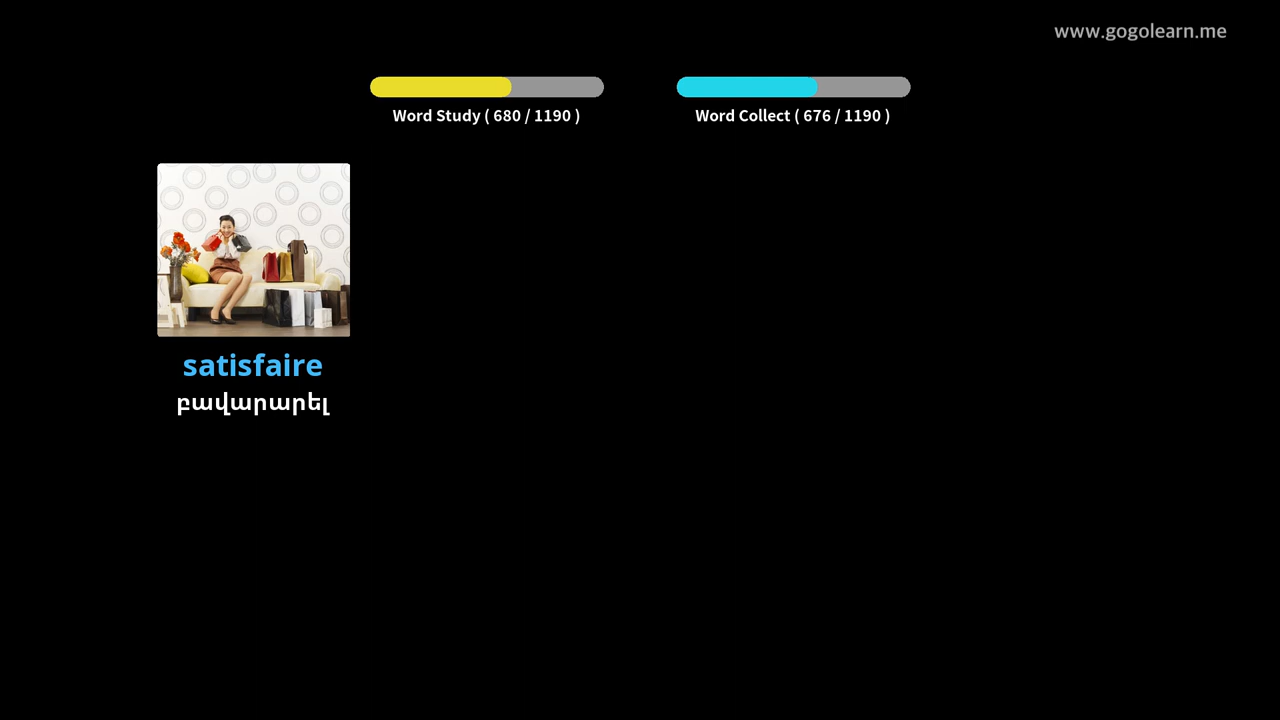 www.gogolearn.me
Word Study ( 680 / 1190 )
Word Collect ( 676 / 1190 )
satisfaire
բավարարել